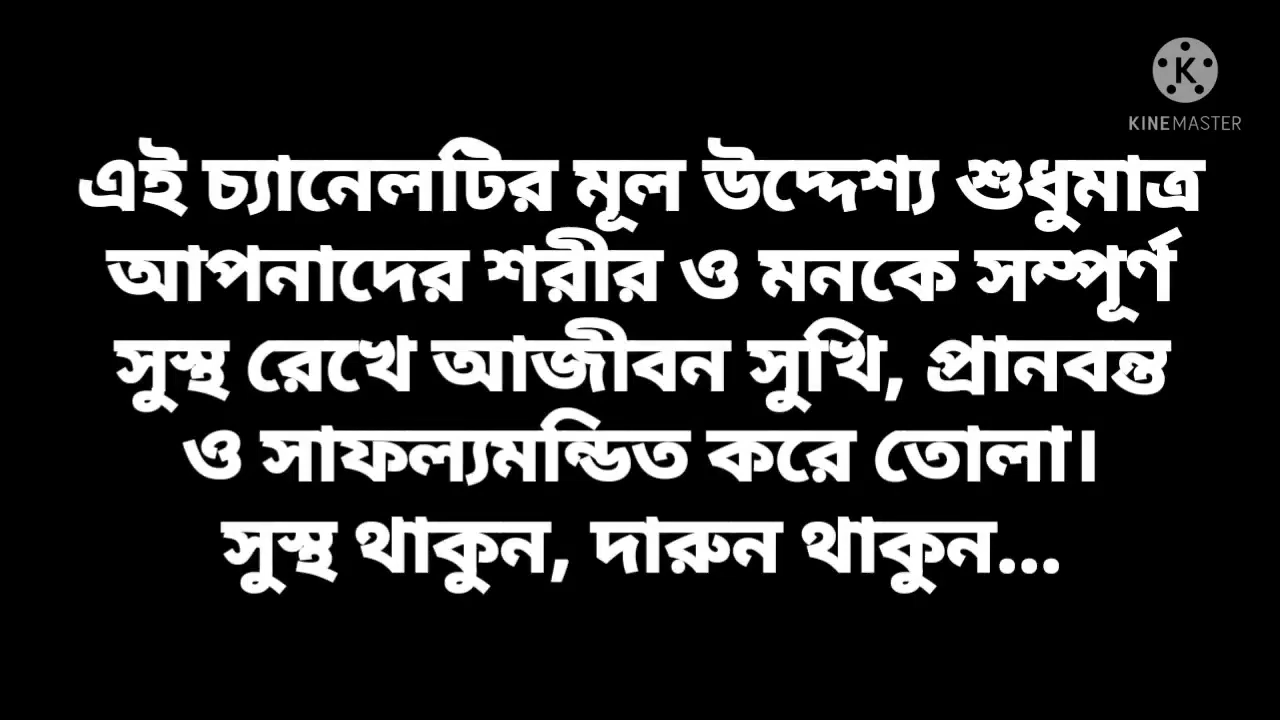 KINEMASTER
এই চ্যানেলটির মূল উদ্দেশ্য শুধুমাত্র
আপনাদের শরীর ও মনকে সম্পূর্ণ
সুস্থ রেখে আজীবন সুখি, প্রানবন্ত
ও সাফল্যমন্ডিত করে তোলা।
সুস্থ থাকুন, দারুন থাকুন...